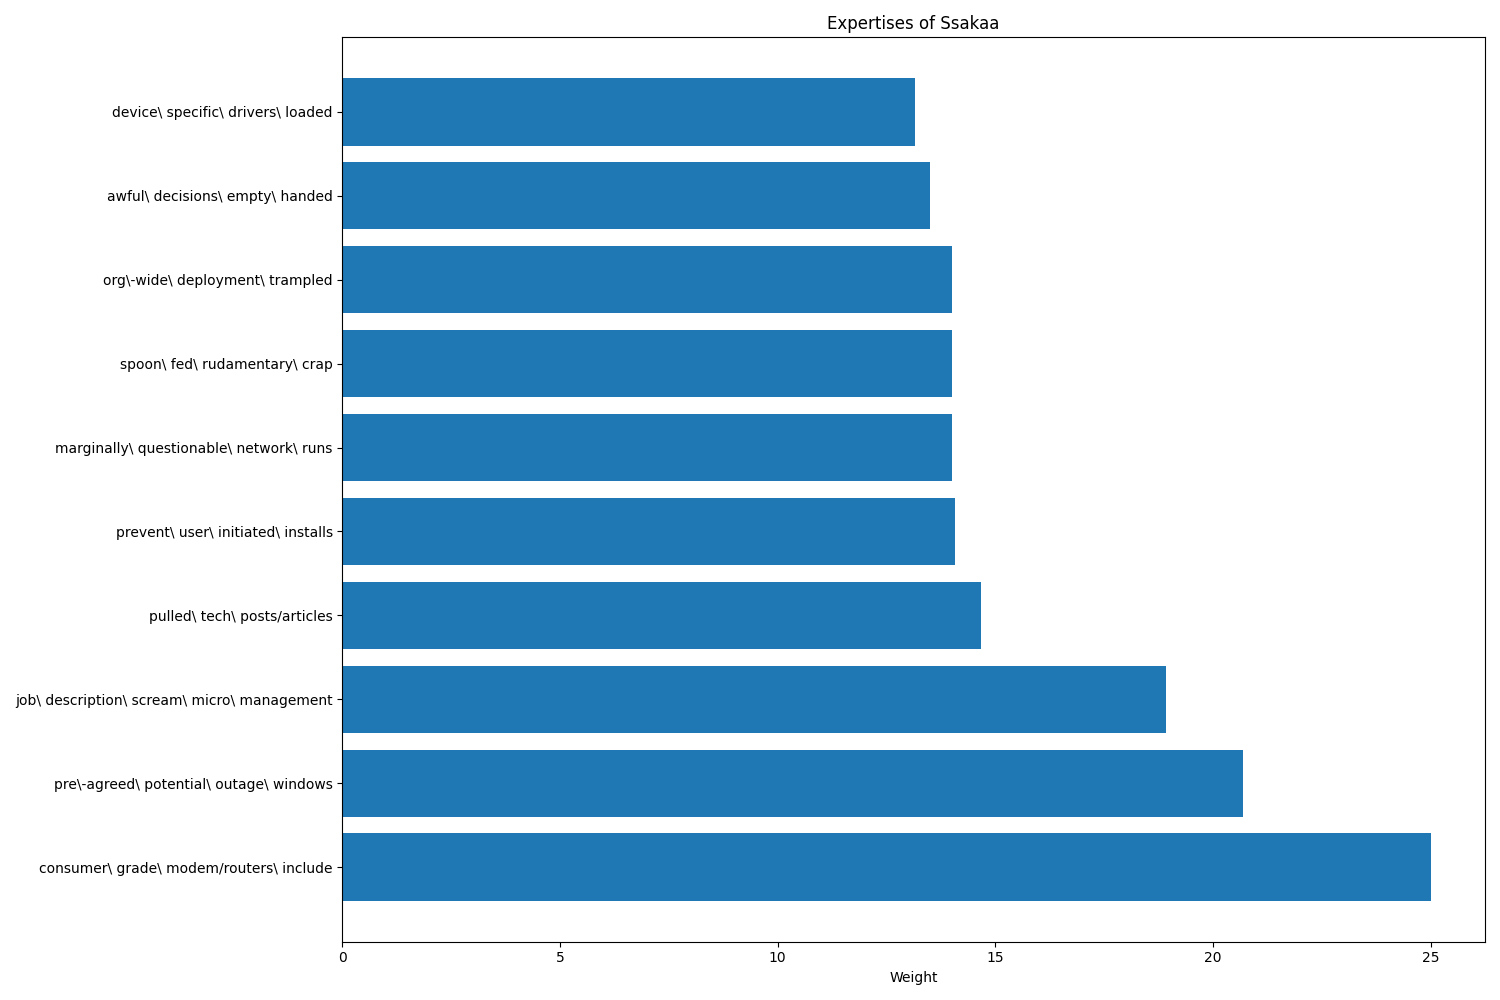 Expertises of Ssakaa
device\ specific\ drivers\ loaded
awful\ decisions\ empty\ handed
org\-wide\ deployment\ trampled
spoon\ fed\ rudamentary\ crap
marginally\ questionable\ network\ runs
prevent\ user\ initiated\ installs
pulled\ tech\ posts/articles
job\ description\ scream\ micro\ management
pre\-agreed\ potential\ outage\ windows
consumer\ grade\ modem/routers\ include
0 5 10 15 20 25
Weight